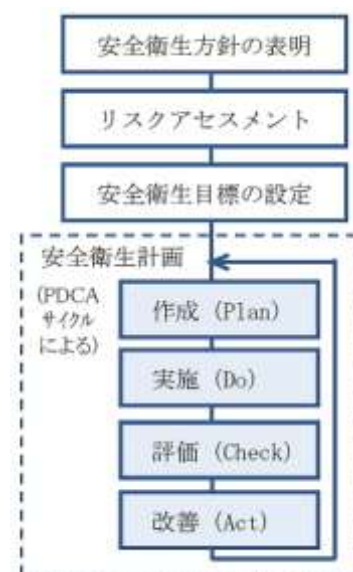 安全衛生方針の表明
リスクアセスメント
安全衛生目標の設定
安全衛生計画
(PDCA
サイクル
による)
作成 (Plan)
実施 (Do)
評価 (Check)
改善 (Act)